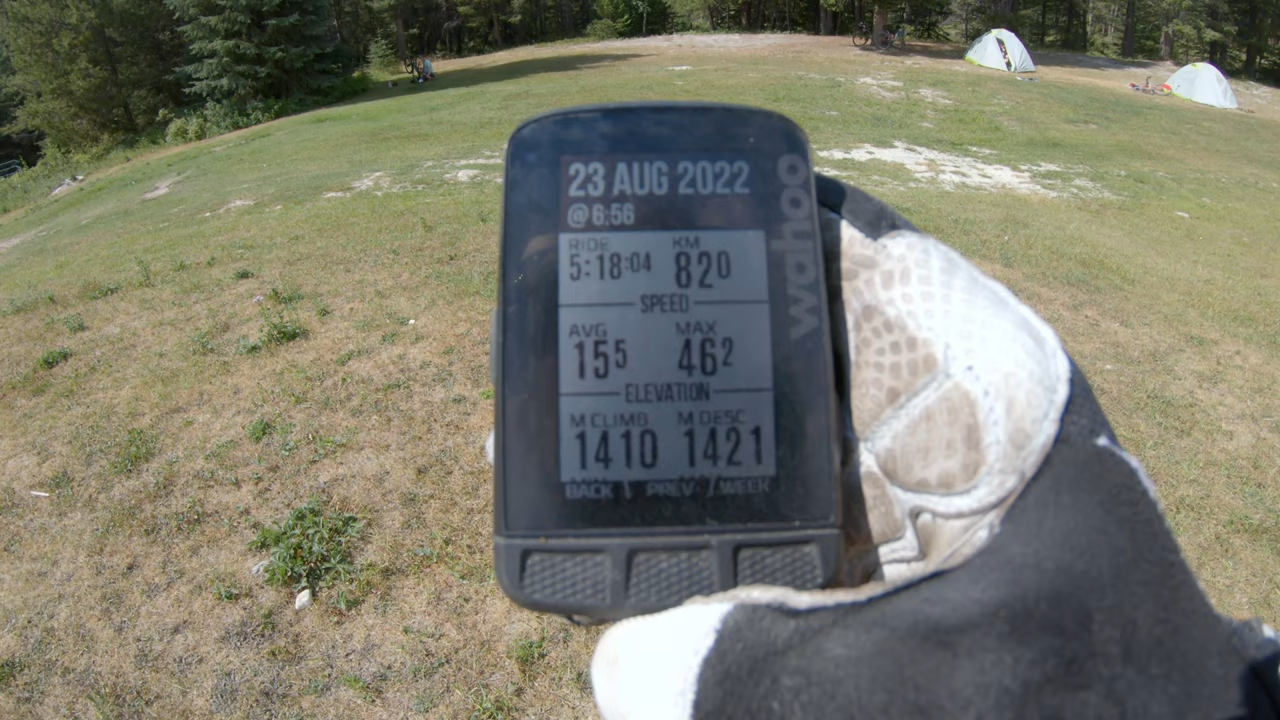 23 AUG 2022
@ 6:56
wahoo
RIDE KM
5:18:04 820
SPEED
AVG MAX
155 462
ELEVATION
M CLIMB M DESC
1410 1421
BACK PREV WEEK